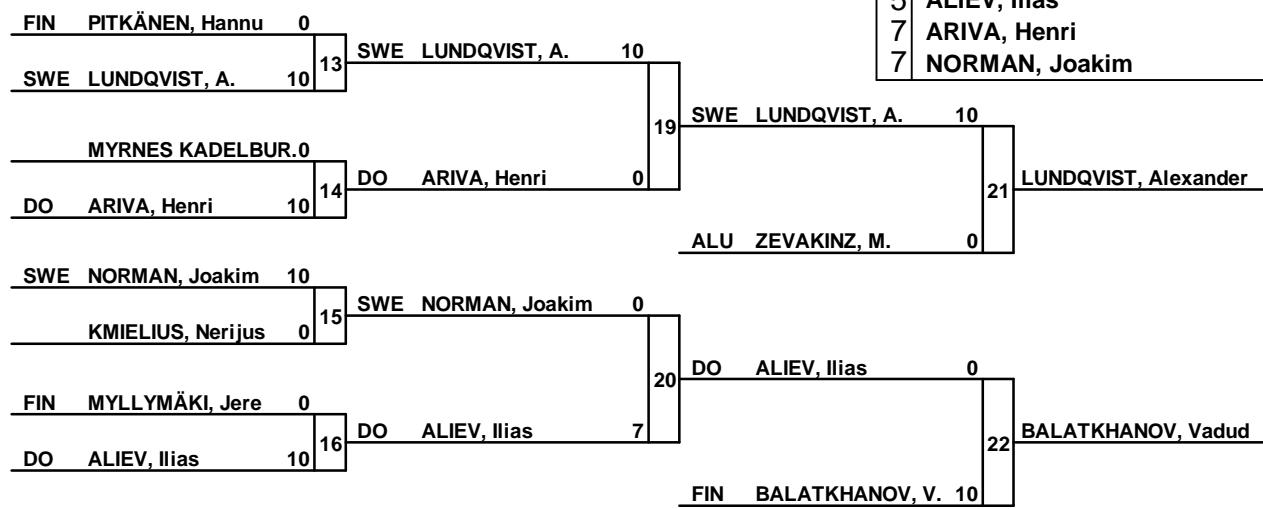 5 ALIEV, Ilias
7 ARIVA, Henri
7 NORMAN, Joakim
FIN PITKÄNEN, Hannu 0
13
SWE LUNDQVIST, A. 10
SWE LUNDQVIST, A. 10
MYRNES KADELBUR. 0
14
DO ARIVA, Henri 10
DO ARIVA, Henri 0
19
SWE LUNDQVIST, A. 10
ALU ZEVAKINZ, M. 0
21
LUNDQVIST, Alexander
SWE NORMAN, Joakim 10
15
KMIELIUS, Nerijus 0
SWE NORMAN, Joakim 0
FIN MYLLYMÄKI, Jere 0
16
DO ALIEV, Ilias 10
DO ALIEV, Ilias 7
20
DO ALIEV, Ilias 0
FIN BALATKHANOV, V. 10
22
BALATKHANOV, Vadud